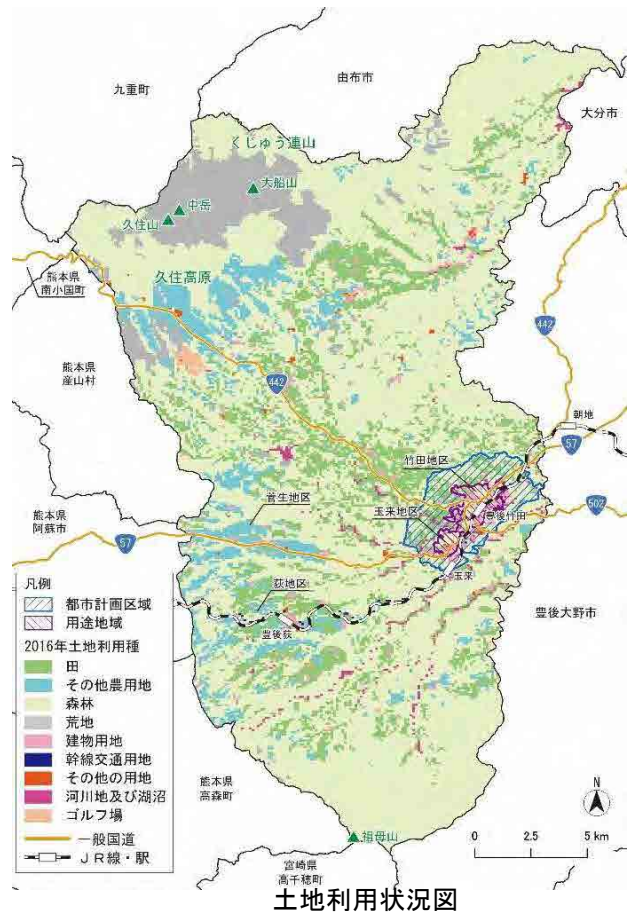 九重町
由布市
大分市
くじゅう連山
大船山
中岳
久住山
久住高原
熊本県
南小国町
442
熊本県
産山村
442
朝地
57
竹田地区
菅生地区
玉来地区
豊後竹田
502
熊本県
阿蘇市
57
荻地区
玉来
豊後荻
豊後大野市
凡例
都市計画区域
用途地域
2016年土地利用種
田
その他農用地
森林
荒地
建物用地
幹線交通用地
その他の用地
河川地及び湖沼
ゴルフ場
一般国道
JR線・駅
熊本県
高森町
祖母山
宮崎県
高千穂町
N
0 2.5 5 km
土地利用状況図